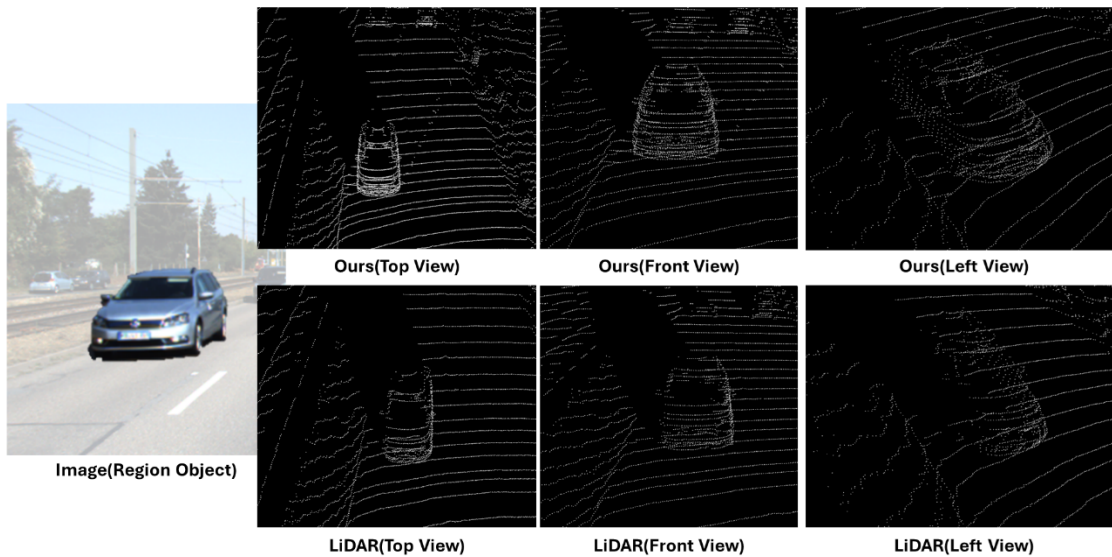 Ours(Top View)
Ours(Front View)
Ours(Left View)
Image(Region Object)
LiDAR(Top View)
LiDAR(Front View)
LiDAR(Left View)